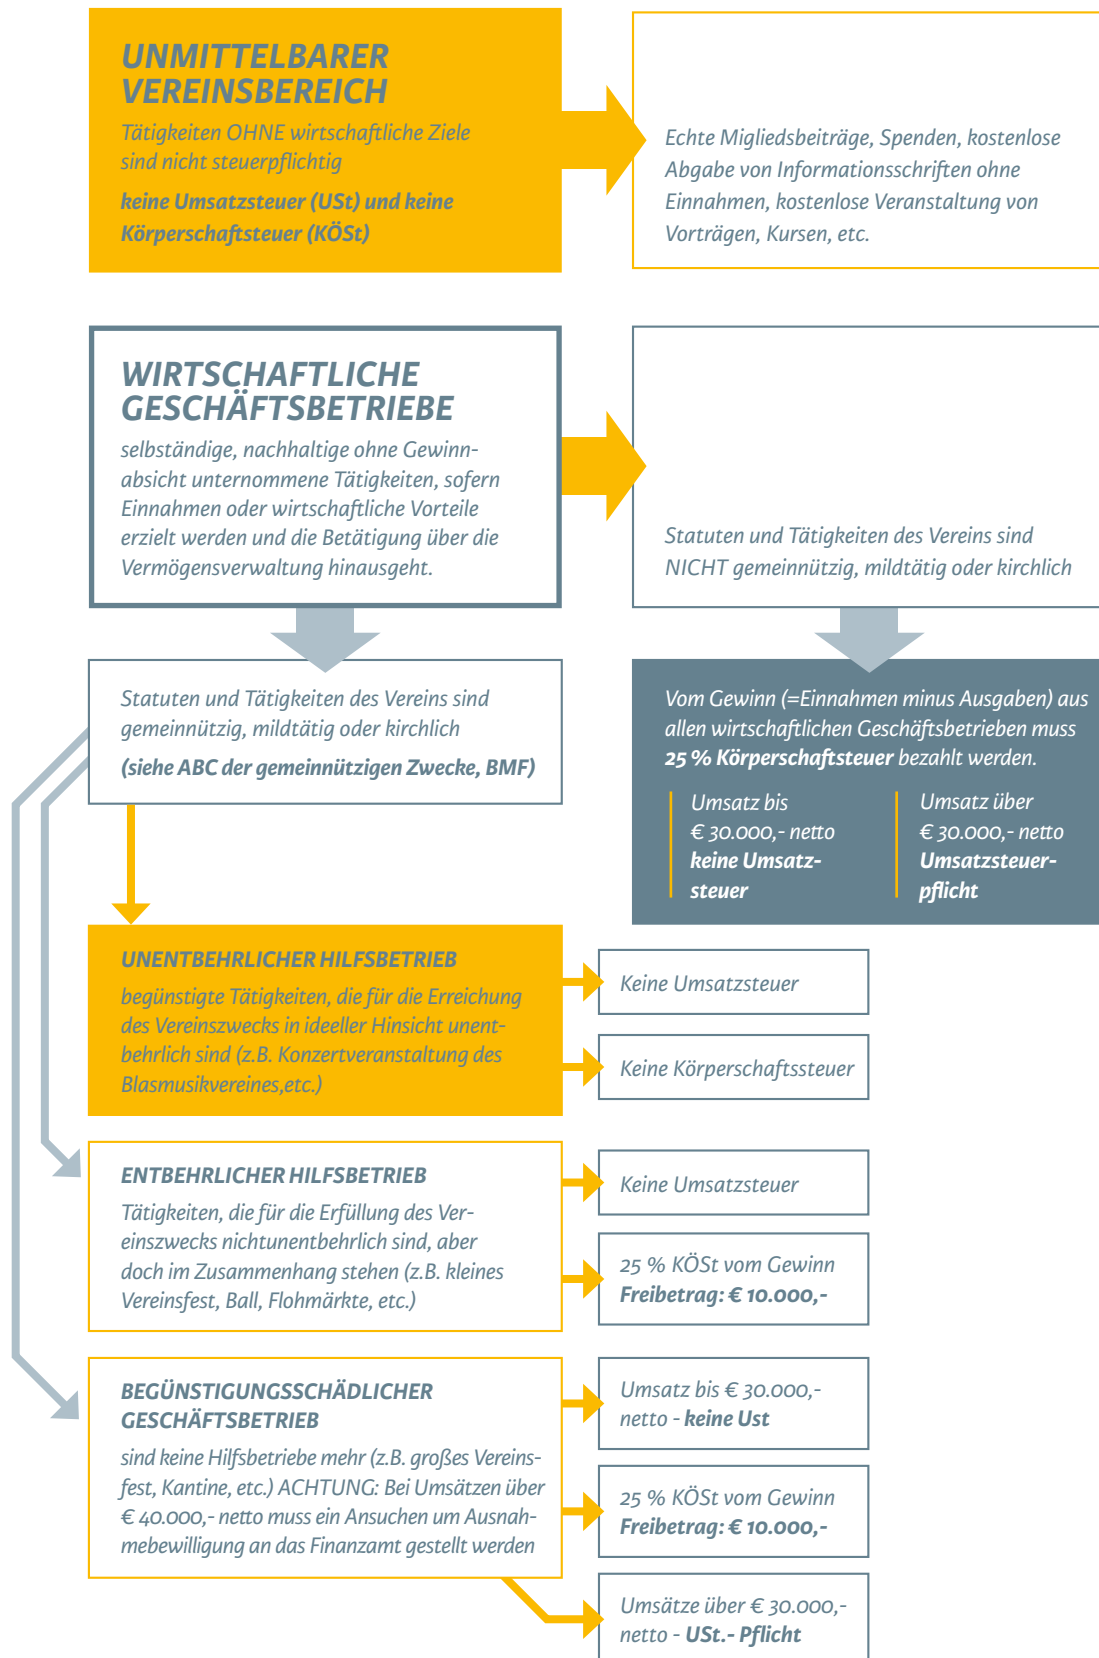 UNMITTELBARER
VEREINSBEREICH
Tätigkeiten OHNE wirtschaftliche Ziele
sind nicht steuerpflichtig
keine Umsatzsteuer (USt) und keine
Körperschaftsteuer (KÖSt)
Echte Migliedsbeiträge, Spenden, kostenlose
Abgabe von Informationsschriften ohne
Einnahmen, kostenlose Veranstaltung von
Vorträgen, Kursen, etc.
WIRTSCHAFTLICHE
GESCHÄFTSBETRIEBE
selbständige, nachhaltige ohne Gewinn-
absicht unternommene Tätigkeiten, sofern
Einnahmen oder wirtschaftliche Vorteile
erzielt werden und die Betätigung über die
Vermögensverwaltung hinausgeht.
Statuten und Tätigkeiten des Vereins sind
NICHT gemeinnützig, mildtätig oder kirchlich
Statuten und Tätigkeiten des Vereins sind
gemeinnützig, mildtätig oder kirchlich
(siehe ABC der gemeinnützigen Zwecke, BMF)
Vom Gewinn (=Einnahmen minus Ausgaben) aus
allen wirtschaftlichen Geschäftsbetrieben muss
25 % Körperschaftsteuer bezahlt werden.
Umsatz bis
€ 30.000,- netto
keine Umsatz-
steuer
Umsatz über
€ 30.000,- netto
Umsatzsteuer-
pflicht
UNENTBEHRLICHER HILFSBETRIEB
begünstigte Tätigkeiten, die für die Erreichung
des Vereinszwecks in ideeller Hinsicht unent-
behrlich sind (z.B. Konzertveranstaltung des
Blasmusikvereines,etc.)
Keine Umsatzsteuer
Keine Körperschaftssteuer
ENTBEHRLICHER HILFSBETRIEB
Tätigkeiten, die für die Erfüllung des Ver-
einszwecks nichtunentbehrlich sind, aber
doch im Zusammenhang stehen (z.B. kleines
Vereinsfest, Ball, Flohmärkte, etc.)
Keine Umsatzsteuer
25 % KÖSt vom Gewinn
Freibetrag: € 10.000,-
BEGÜNSTIGUNGSSCHÄDLICHER
GESCHÄFTSBETRIEB
sind keine Hilfsbetriebe mehr (z.B. großes Vereins-
fest, Kantine, etc.) ACHTUNG: Bei Umsätzen über
€ 40.000,- netto muss ein Ansuchen um Ausnah-
mebewilligung an das Finanzamt gestellt werden
Umsatz bis € 30.000,-
netto - keine Ust
25 % KÖSt vom Gewinn
Freibetrag: € 10.000,-
Umsätze über € 30.000,-
netto - USt.- Pflicht